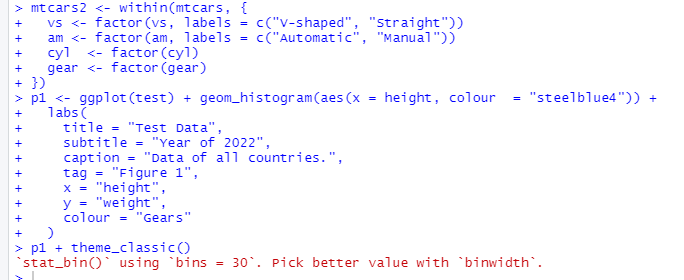 > mtcars2 <- within(mtcars, {
+   vs <- factor(vs, labels = c("V-shaped", "Straight"))
+   am <- factor(am, labels = c("Automatic", "Manual"))
+   cyl  <- factor(cyl)
+   gear <- factor(gear)
+ })
> p1 <- ggplot(test) + geom_histogram(aes(x = height, colour  = "steelblue4")) +
+   labs(
+     title = "Test Data",
+     subtitle = "Year of 2022",
+     caption = "Data of all countries.",
+     tag = "Figure 1",
+     x = "height",
+     y = "weight",
+     colour = "Gears"
+   )
> p1 + theme_classic()
`stat_bin()` using `bins = 30`. Pick better value with `binwidth`.
>